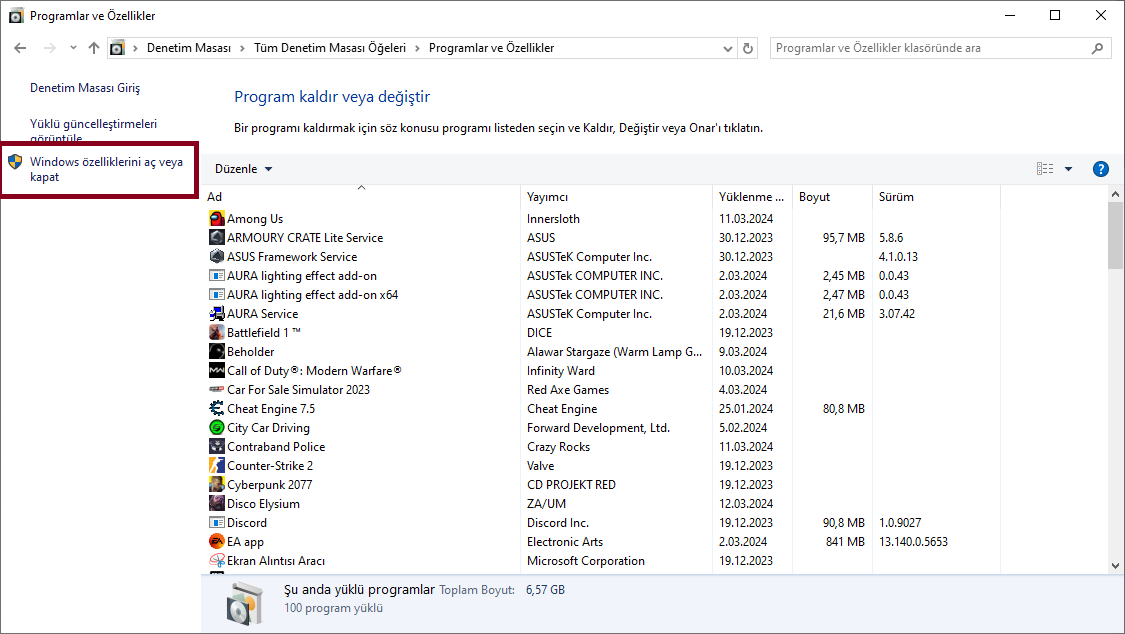 Programlar ve Özellikler
Denetim Masası > Tüm Denetim Masası Öğeleri > Programlar ve Özellikler
Programlar ve Özellikler klasöründe ara
Denetim Masası Giriş
Yüklü güncelleştirmeleri
görüntüle
Windows özelliklerini aç veya
kapat
Program kaldır veya değiştir
Bir programı kaldırmak için söz konusu programı listeden seçin ve Kaldır, Değiştir veya Onar'ı tıklatın.
Düzenle
Ad Yayımcı Yüklenme ... Boyut Sürüm
Among Us Innersloth 11.03.2024
ARMOURY CRATE Lite Service ASUS 30.12.2023 95,7 MB 5.8.6
ASUS Framework Service ASUSTeK Computer Inc. 30.12.2023 4.1.0.13
AURA lighting effect add-on ASUSTek COMPUTER INC. 2.03.2024 2,45 MB 0.0.43
AURA lighting effect add-on x64 ASUSTek COMPUTER INC. 2.03.2024 2,47 MB 0.0.43
AURA Service ASUSTeK Computer Inc. 2.03.2024 21,6 MB 3.07.42
Battlefield 1 ™ DICE 19.12.2023
Beholder Alawar Stargaze (Warm Lamp G... 9.03.2024
Call of Duty®: Modern Warfare® Infinity Ward 10.03.2024
Car For Sale Simulator 2023 Red Axe Games 4.03.2024
Cheat Engine 7.5 Cheat Engine 25.01.2024 80,8 MB
City Car Driving Forward Development, Ltd. 5.02.2024
Contraband Police Crazy Rocks 11.03.2024
Counter-Strike 2 Valve 19.12.2023
Cyberpunk 2077 CD PROJEKT RED 19.12.2023
Disco Elysium ZA/UM 12.03.2024
Discord Discord Inc. 19.12.2023 90,8 MB 1.0.9027
EA app Electronic Arts 2.03.2024 841 MB 13.140.0.5653
Ekran Alıntısı Aracı Microsoft Corporation 19.12.2023
Şu anda yüklü programlar Toplam Boyut: 6,57 GB
100 program yüklü